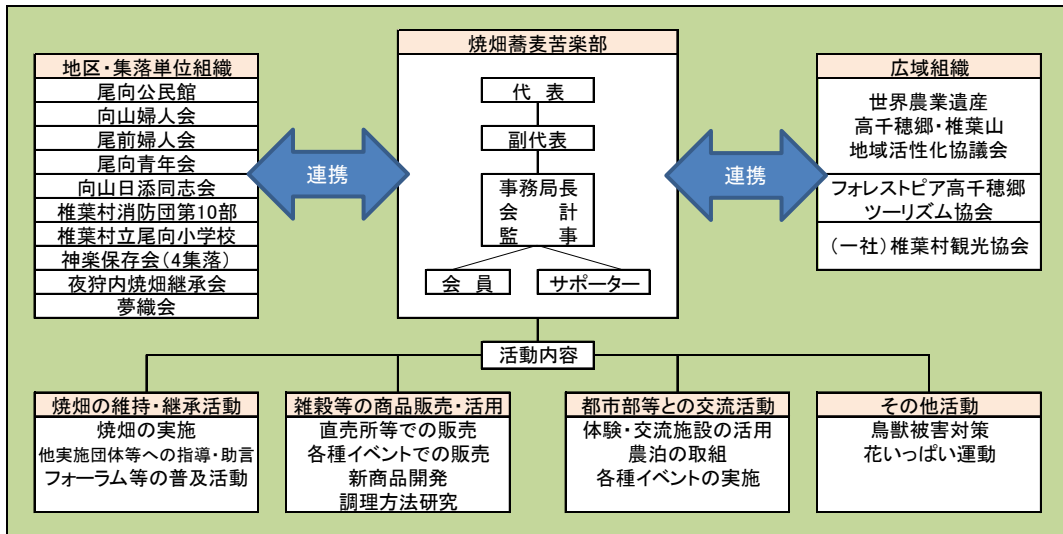 地区・集落単位組織
尾向公民館
向山婦人会
尾前婦人会
尾向青年会
向山日添同志会
椎葉村消防団第10部
椎葉村立尾向小学校
神楽保存会(4集落)
夜狩内焼畑継承会
夢織会
連携
焼畑蕎麦苦楽部
代 表
副代表
事務局長
会 計
監 事
会 員
サポーター
連携
広域組織
世界農業遺産
高千穂郷・椎葉山
地域活性化協議会
フォレストピア高千穂郷
ツーリズム協会
(一社)椎葉村観光協会
活動内容
焼畑の維持・継承活動
焼畑の実施
他実施団体等への指導・助言
フォーラム等の普及活動
雑穀等の商品販売・活用
直売所等での販売
各種イベントでの販売
新商品開発
調理方法研究
都市部等との交流活動
体験・交流施設の活用
農泊の取組
各種イベントの実施
その他活動
鳥獣被害対策
花いっぱい運動